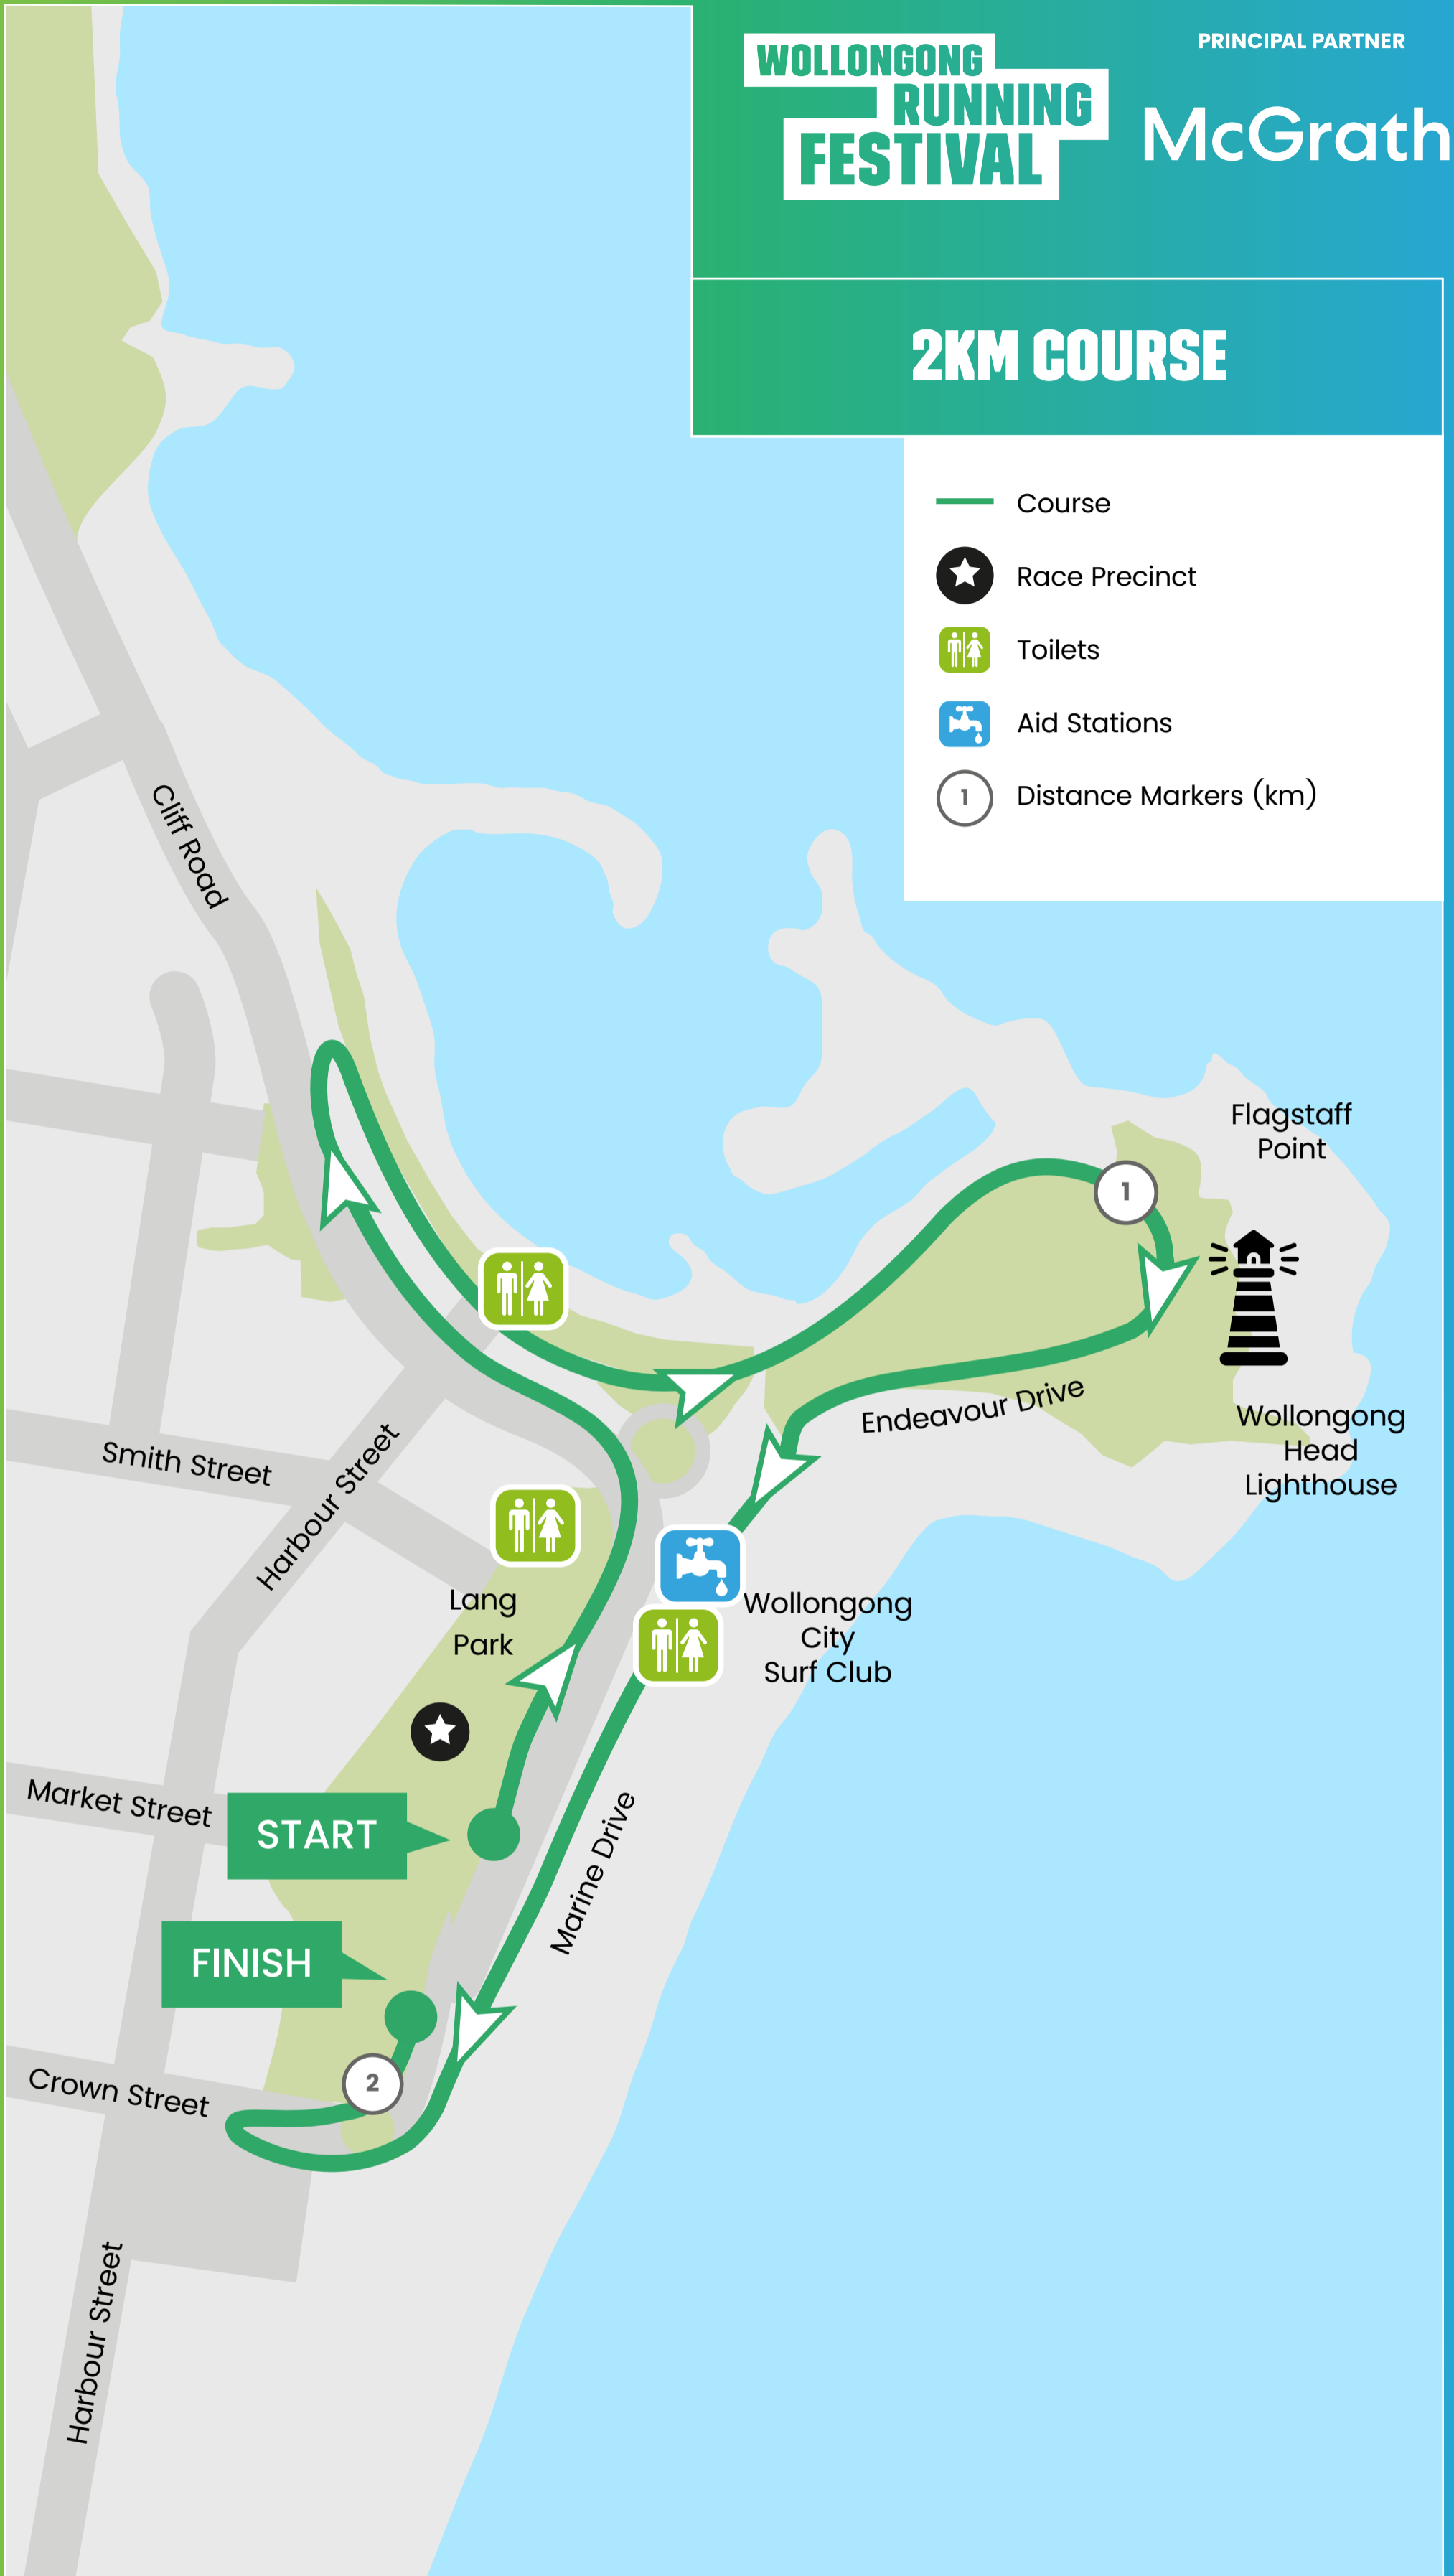 WOLLONGONG
RUNNING
FESTIVAL
PRINCIPAL PARTNER
McGrath
2KM COURSE
Course
Race Precinct
Toilets
Aid Stations
1
Distance Markers (km)
Cliff Road
Flagstaff
Point
1
Wollongong
Head
Lighthouse
Endeavour Drive
Smith Street
Harbour Street
Lang
Park
Wollongong
City
Surf Club
Market Street
START
Marine Drive
FINISH
2
Crown Street
Harbour Street